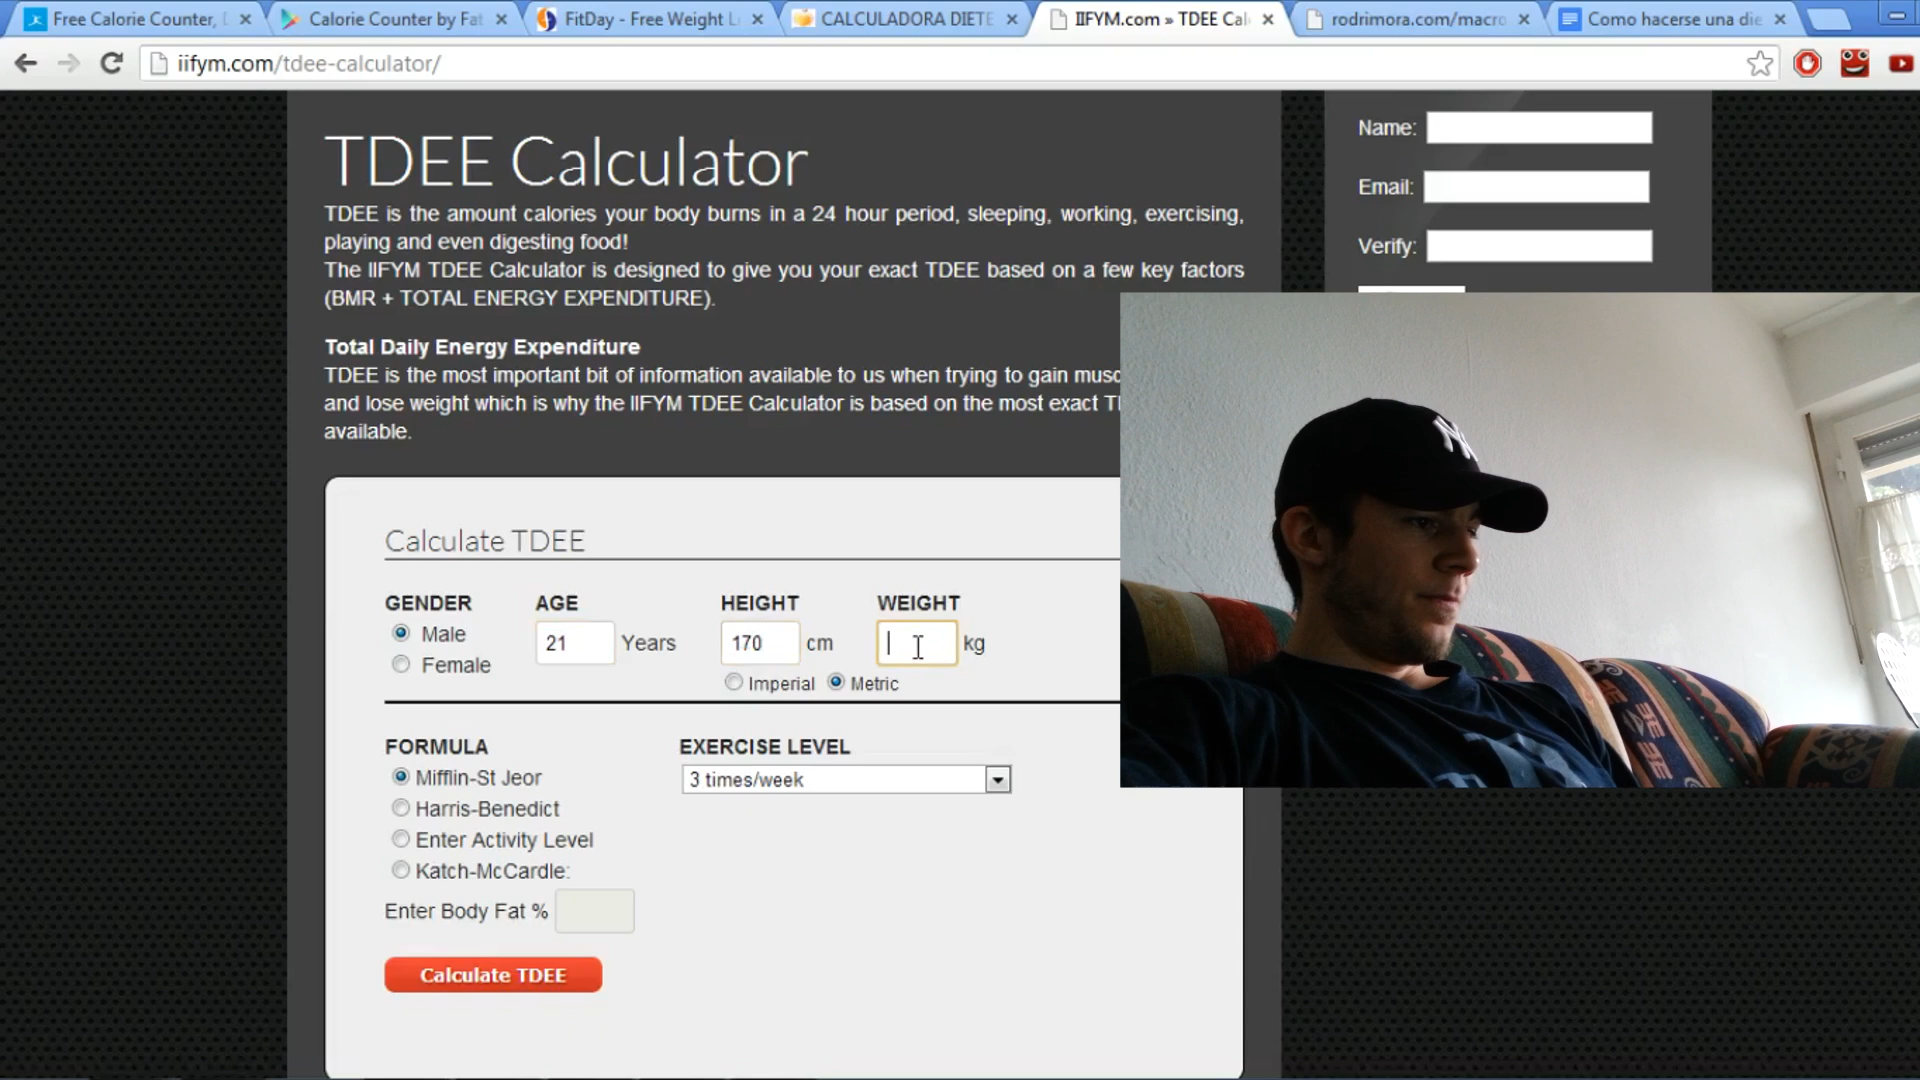 Free Calorie Counter,
Calorie Counter by Fat
FitDay - Free Weight L
CALCULADORA DIETE
IIFYM.com » TDEE Cal
rodrimora.com/macro
Como hacerse una die
iifym.com/tdee-calculator/
TDEE Calculator
TDEE is the amount calories your body burns in a 24 hour period, sleeping, working, exercising,
playing and even digesting food!
The IIFYM TDEE Calculator is designed to give you your exact TDEE based on a few key factors
(BMR + TOTAL ENERGY EXPENDITURE).
Total Daily Energy Expenditure
TDEE is the most important bit of information available to us when trying to gain musc
and lose weight which is why the IIFYM TDEE Calculator is based on the most exact
available.
Name:
Email:
Verify:
NY
Calculate TDEE
GENDER AGE HEIGHT WEIGHT
Male 21 Years 170 cm kg
Female
Imperial Metric
FORMULA EXERCISE LEVEL
Mifflin-St Jeor 3 times/week
Harris-Benedict
Enter Activity Level
Katch-McCardle:
Enter Body Fat %
Calculate TDEE